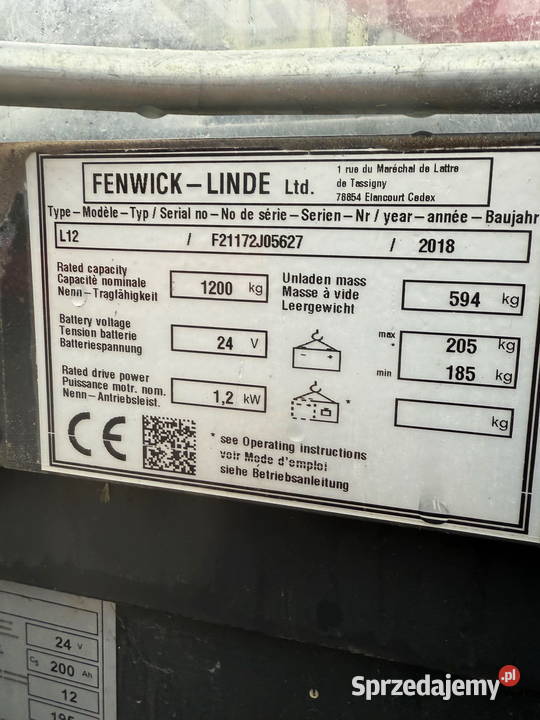 FENWICK–LINDE Ltd.
1 rue du Maréchal de Lattre
de Tassigny
78854 Elancourt Cedex
Type–Modèle–Typ / Serial no–No de série–Serien–Nr / year–année–Baujahr
L12 / F21172J05627 / 2018
Rated capacity
Capacité nominale
Nenn–Tragfähigkeit
1200 kg
Unladen mass
Masse à vide
Leergewicht
594 kg
Battery voltage
Tension batterie
Batteriespannung
24 V
- +
max
*
205 kg
min
185 kg
Rated drive power
Puissance motr. nom.
Nenn–Antriebsleist.
1,2 kW
*
kg
CE
* see Operating instructions
voir Mode d'emploi
siehe Betriebsanleitung
24 V
C5 200 Ah
12
195
Sprzedajemy.pl